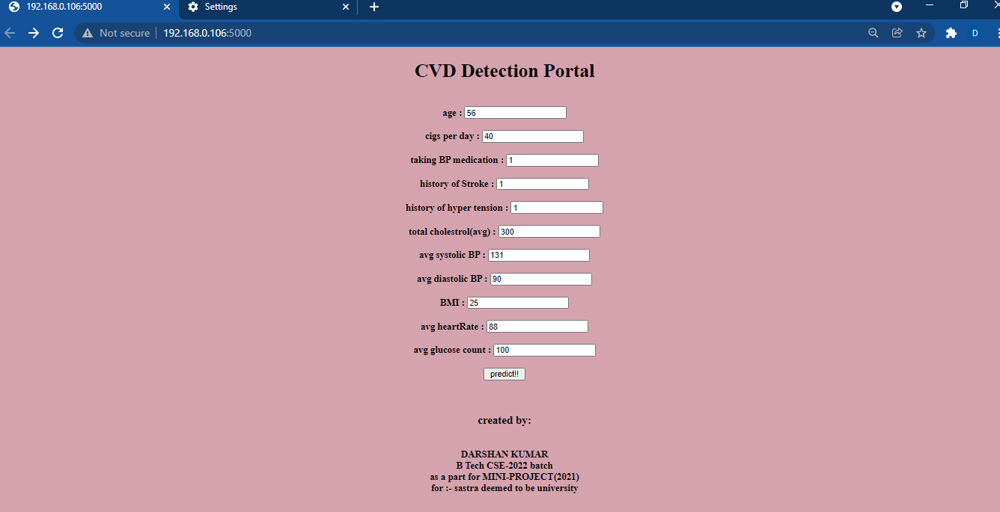 192.168.0.106:5000
Settings
Not secure 192.168.0.106:5000
D
CVD Detection Portal
age : 56
cigs per day : 40
taking BP medication : 1
history of Stroke : 1
history of hyper tension : 1
total cholestrol(avg) : 300
avg systolic BP : 131
avg diastolic BP : 90
BMI : 25
avg heartRate : 88
avg glucose count : 100
predict!!
created by:
DARSHAN KUMAR
B Tech CSE-2022 batch
as a part for MINI-PROJECT(2021)
for :- sastra deemed to be university